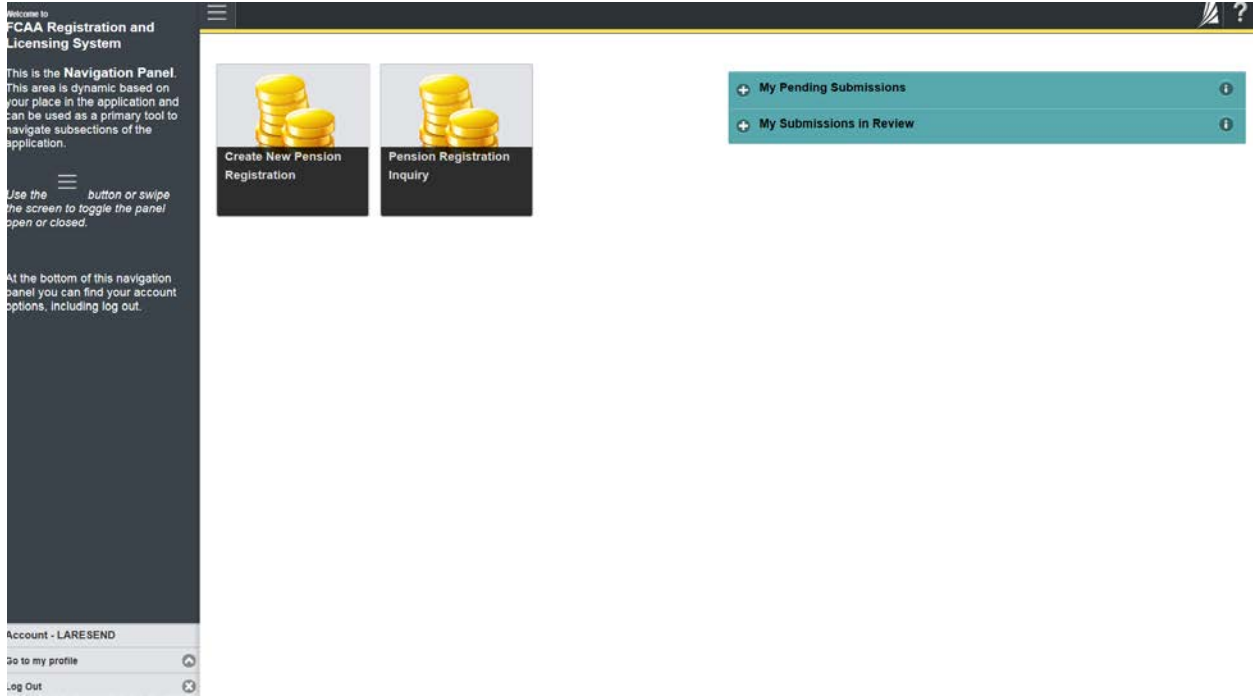 Welcome to
FCAA Registration and
Licensing System
This is the Navigation Panel.
This area is dynamic based on
your place in the application and
can be used as a primary tool to
navigate subsections of the
application.
Use the button or swipe
the screen to toggle the panel
open or closed.
At the bottom of this navigation
panel you can find your account
options, including log out.
Account - LARESEND
Go to my profile
Log Out
?
Create New Pension
Registration
Pension Registration
Inquiry
My Pending Submissions
My Submissions in Review